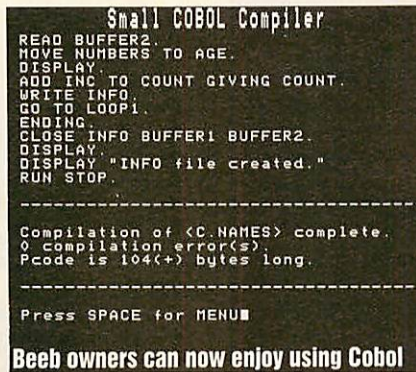 Small COBOL Compiler
READ BUFFER2.
MOVE NUMBERS TO AGE.
DISPLAY.
ADD INC TO COUNT GIVING COUNT.
WRITE INFO.
GO TO LOOP1.
ENDING.
CLOSE INFO BUFFER1 BUFFER2.
DISPLAY.
DISPLAY "INFO file created."
RUN STOP.
----------------------------------------
Compilation of <C.NAMES> complete.
0 compilation error(s).
Pcode is 104(+) bytes long.
----------------------------------------
Press SPACE for MENU
Beeb owners can now enjoy using Cobol